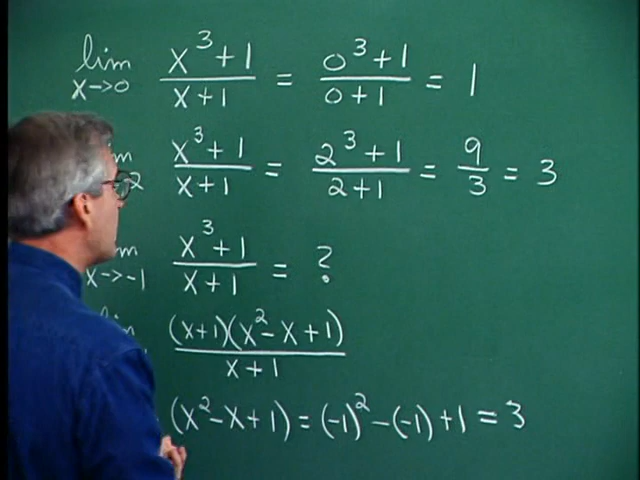 lim x→0 x³+1 / x+1 = 0³+1 / 0+1 = 1
m 2 x³+1 / x+1 = 2³+1 / 2+1 = 9/3 = 3
m x→-1 x³+1 / x+1 = ?
(x+1)(x²-x+1) / x+1
(x²-x+1) = (-1)²-(-1)+1 = 3